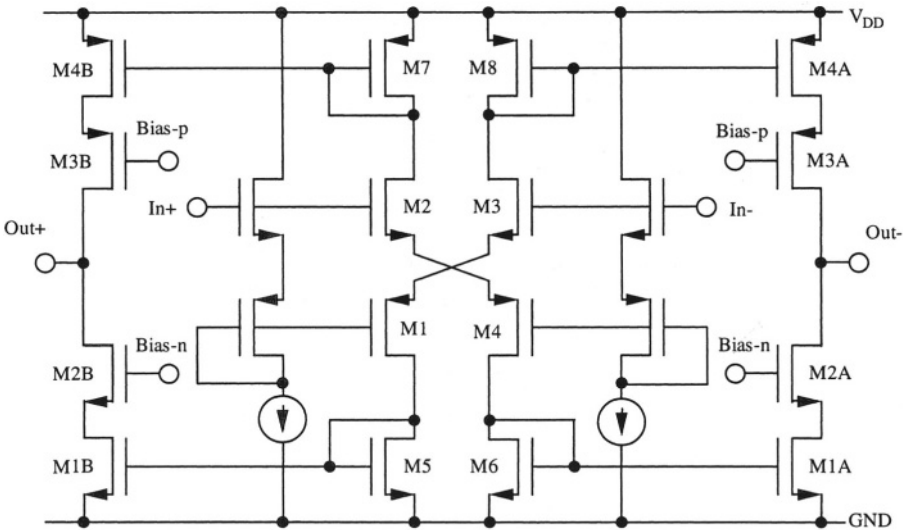 VDD
M4B
M7
M8
M4A
Bias-p
Bias-p
M3B
M3A
In+
M2
M3
In-
Out+
Out-
M1
M4
Bias-n
Bias-n
M2B
M2A
M1B
M5
M6
M1A
GND